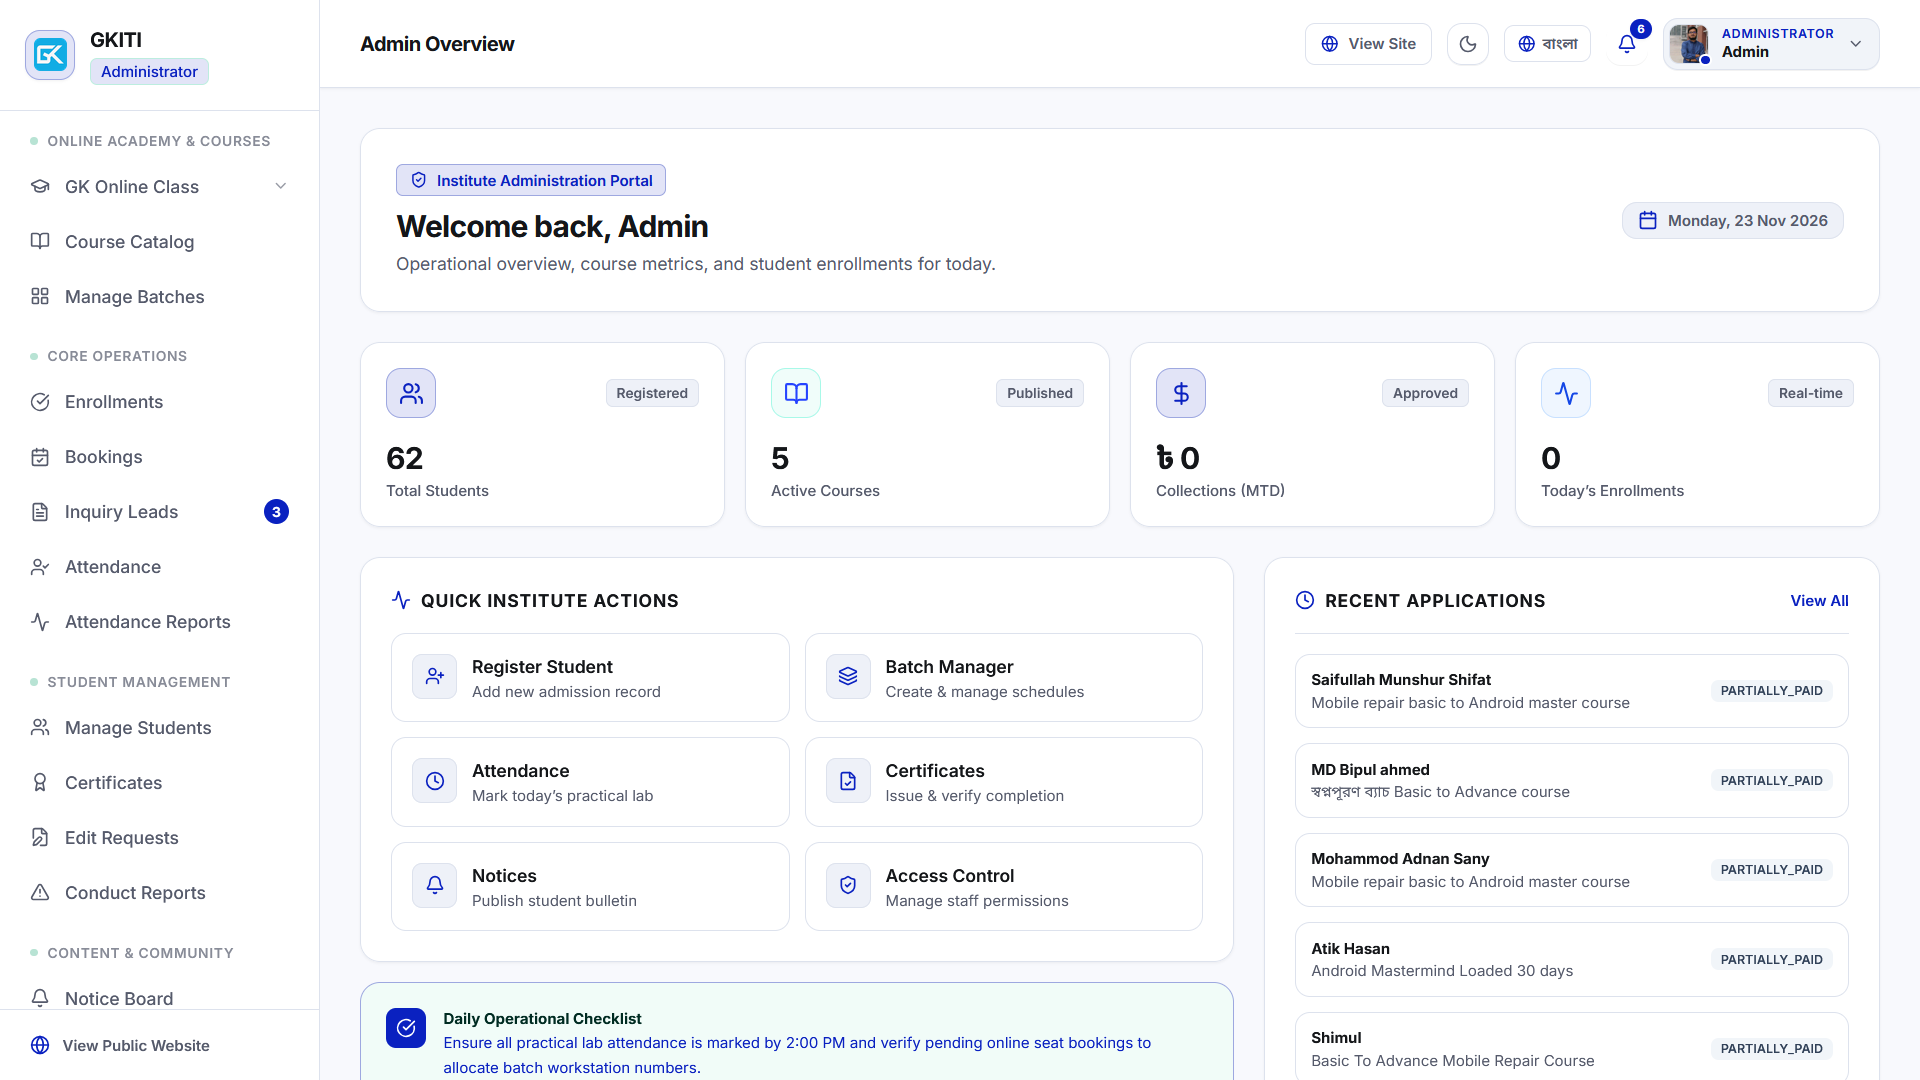 GKITI
Administrator
ONLINE ACADEMY & COURSES
GK Online Class
Course Catalog
Manage Batches
CORE OPERATIONS
Enrollments
Bookings
Inquiry Leads
3
Attendance
Attendance Reports
STUDENT MANAGEMENT
Manage Students
Certificates
Edit Requests
Conduct Reports
CONTENT & COMMUNITY
Notice Board
View Public Website
Admin Overview
View Site
বাংলা
6
ADMINISTRATOR
Admin
Institute Administration Portal
Welcome back, Admin
Operational overview, course metrics, and student enrollments for today.
Monday, 23 Nov 2026
Registered
62
Total Students
Published
5
Active Courses
Approved
৳ 0
Collections (MTD)
Real-time
0
Today’s Enrollments
QUICK INSTITUTE ACTIONS
Register Student
Add new admission record
Batch Manager
Create & manage schedules
Attendance
Mark today’s practical lab
Certificates
Issue & verify completion
Notices
Publish student bulletin
Access Control
Manage staff permissions
Daily Operational Checklist
Ensure all practical lab attendance is marked by 2:00 PM and verify pending online seat bookings to
allocate batch workstation numbers.
RECENT APPLICATIONS
View All
Saifullah Munshur Shifat
Mobile repair basic to Android master course
PARTIALLY_PAID
MD Bipul ahmed
স্বপ্নপূরণ ব্যাচ Basic to Advance course
PARTIALLY_PAID
Mohammod Adnan Sany
Mobile repair basic to Android master course
PARTIALLY_PAID
Atik Hasan
Android Mastermind Loaded 30 days
PARTIALLY_PAID
Shimul
Basic To Advance Mobile Repair Course
PARTIALLY_PAID